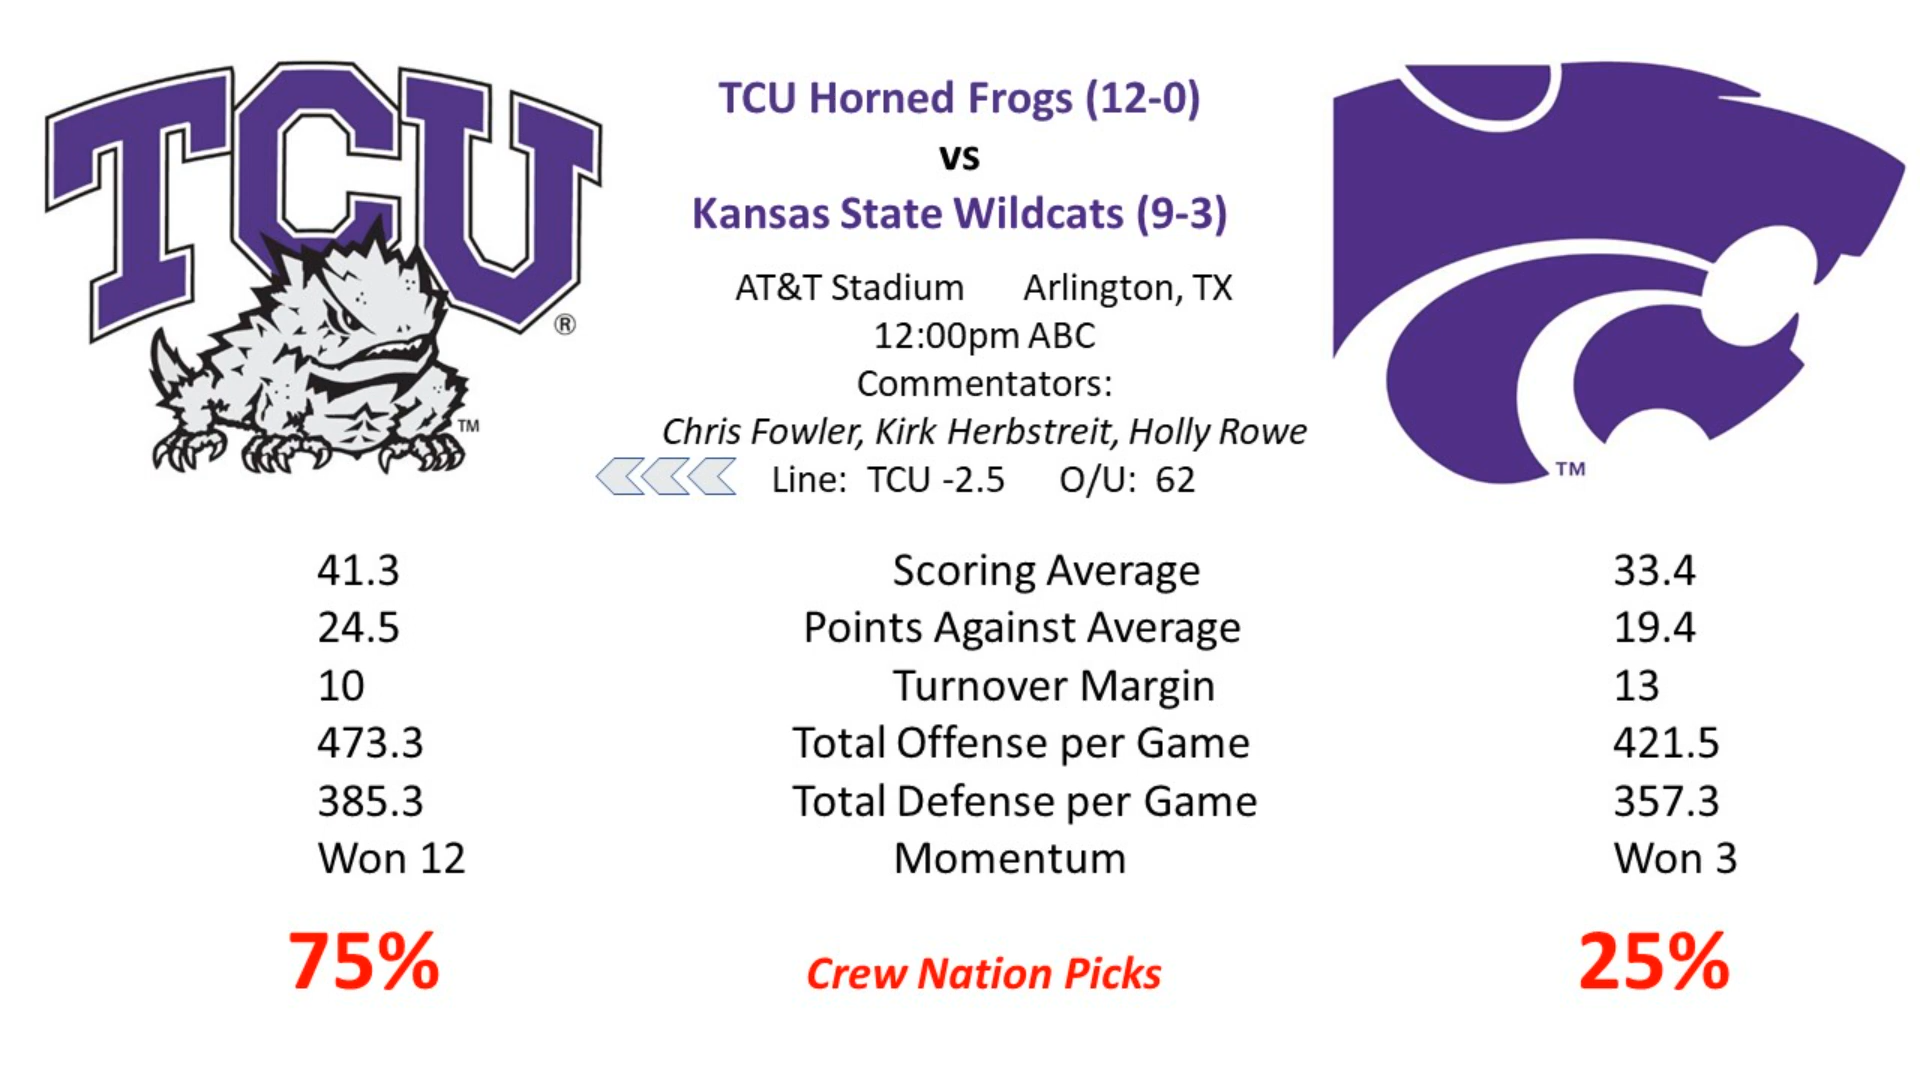 TCU
®
TM
TCU Horned Frogs (12-0)
vs
Kansas State Wildcats (9-3)
AT&T Stadium Arlington, TX
12:00pm ABC
Commentators:
Chris Fowler, Kirk Herbstreit, Holly Rowe
Line: TCU -2.5 O/U: 62
TM
41.3 Scoring Average 33.4
24.5 Points Against Average 19.4
10 Turnover Margin 13
473.3 Total Offense per Game 421.5
385.3 Total Defense per Game 357.3
Won 12 Momentum Won 3
75% Crew Nation Picks 25%